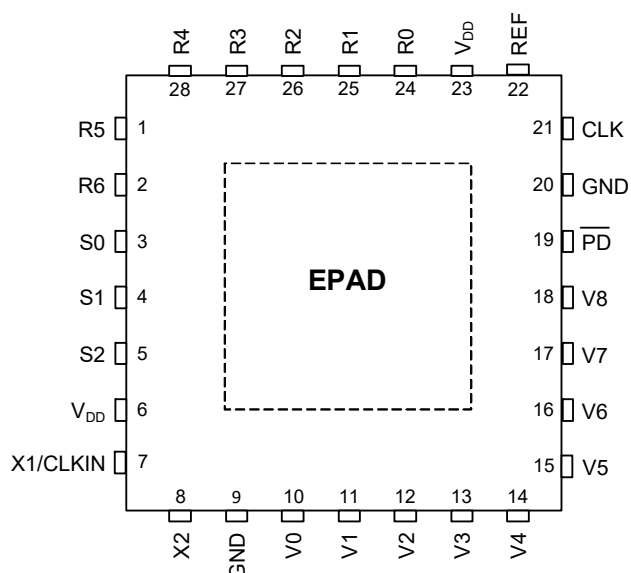 R4 R3 R2 R1 R0 VDD REF
28 27 26 25 24 23 22
R5 1 21 CLK
R6 2 20 GND
S0 3 19 PD
S1 4 EPAD 18 V8
S2 5 17 V7
VDD 6 16 V6
X1/CLKIN 7 15 V5
8 9 10 11 12 13 14
X2 GND V0 V1 V2 V3 V4